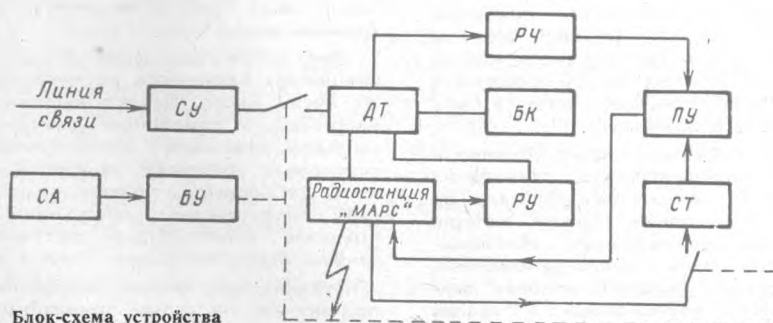 РЧ
Линия
связи
СУ
ДТ
БК
ПУ
СА
БУ
Радиостанция
„МАРС“
РУ
СТ
Блок-схема устройства